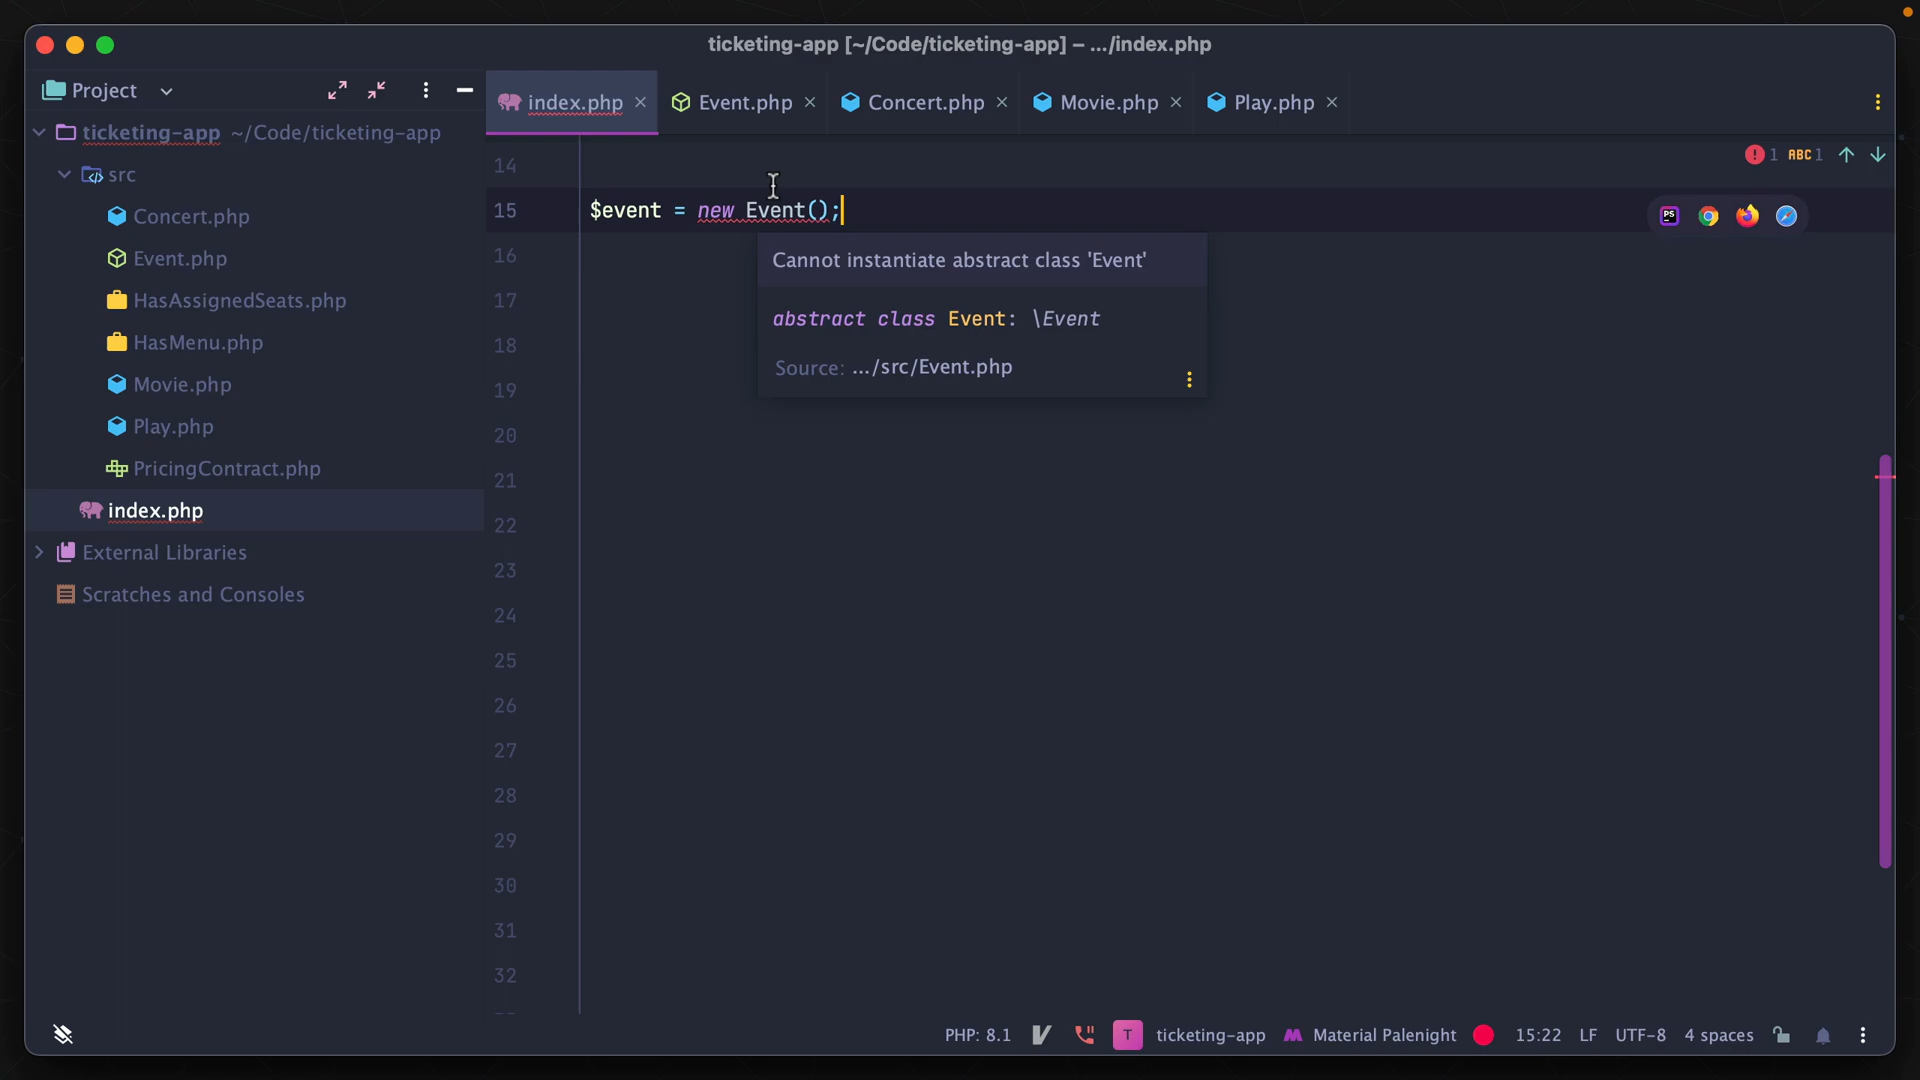 ticketing-app [~/Code/ticketing-app] – .../index.php
Project
ticketing-app ~/Code/ticketing-app
src
Concert.php
Event.php
HasAssignedSeats.php
HasMenu.php
Movie.php
Play.php
PricingContract.php
index.php
External Libraries
Scratches and Consoles
index.php Event.php Concert.php Movie.php Play.php
1 ABC 1
14
15 $event = new Event();
PS
16
17
18
19
20
21
22
23
24
25
26
27
28
29
30
31
32
Cannot instantiate abstract class 'Event'
abstract class Event: \Event
Source: .../src/Event.php
PHP: 8.1 T ticketing-app Material Palenight 15:22 LF UTF-8 4 spaces